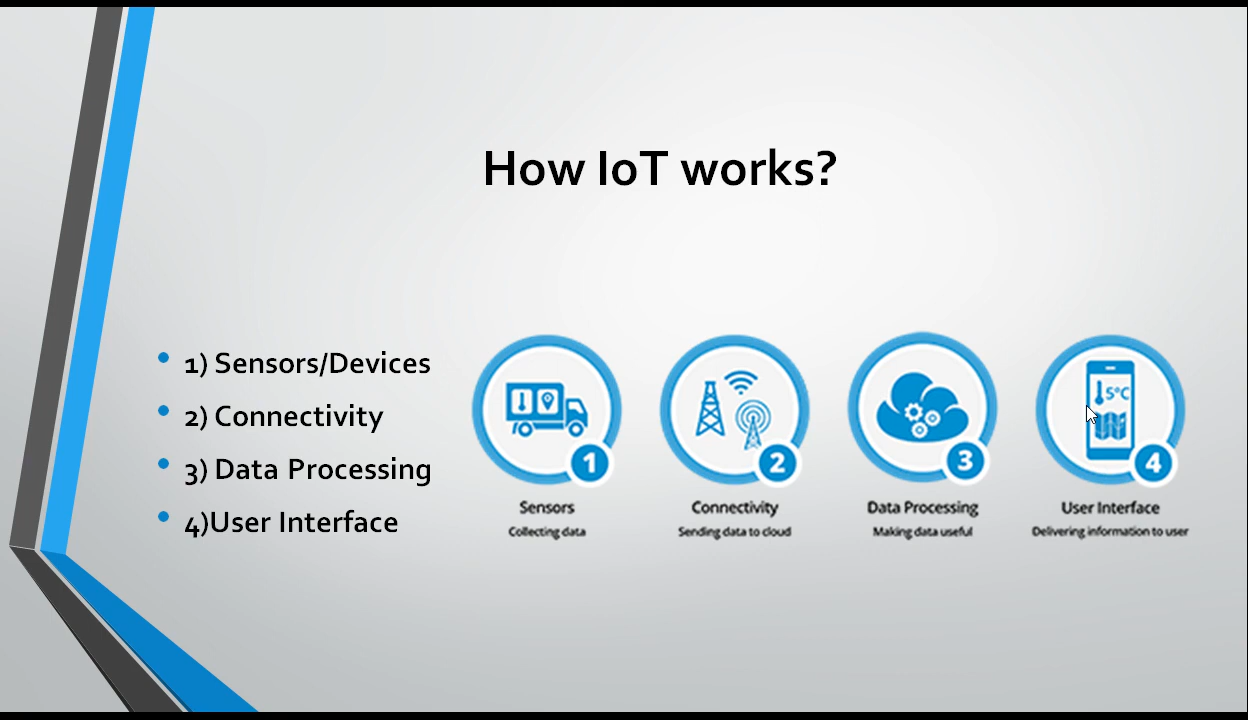 How IoT works?
1) Sensors/Devices
2) Connectivity
3) Data Processing
4)User Interface
5°C
1
2
3
4
Sensors
Connectivity
Data Processing
User Interface
Collecting data
Sending data to cloud
Making data useful
Delivering information to user